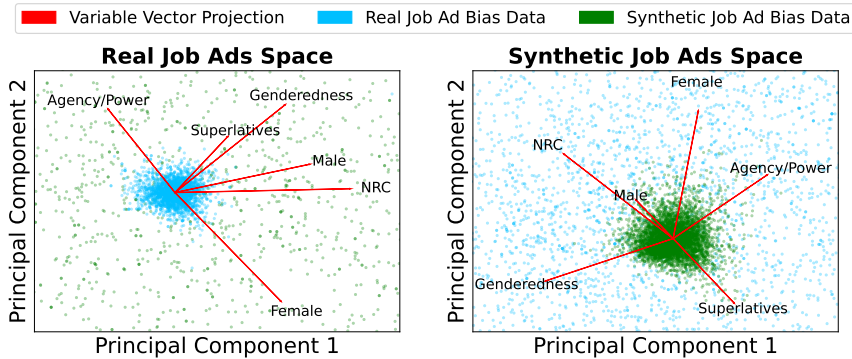 Variable Vector Projection Real Job Ad Bias Data Synthetic Job Ad Bias Data
Real Job Ads Space
Principal Component 2
Agency/Power
Genderedness
Superlatives
Male
NRC
Female
Principal Component 1
Synthetic Job Ads Space
Principal Component 2
Female
NRC
Agency/Power
Male
Genderedness
Superlatives
Principal Component 1